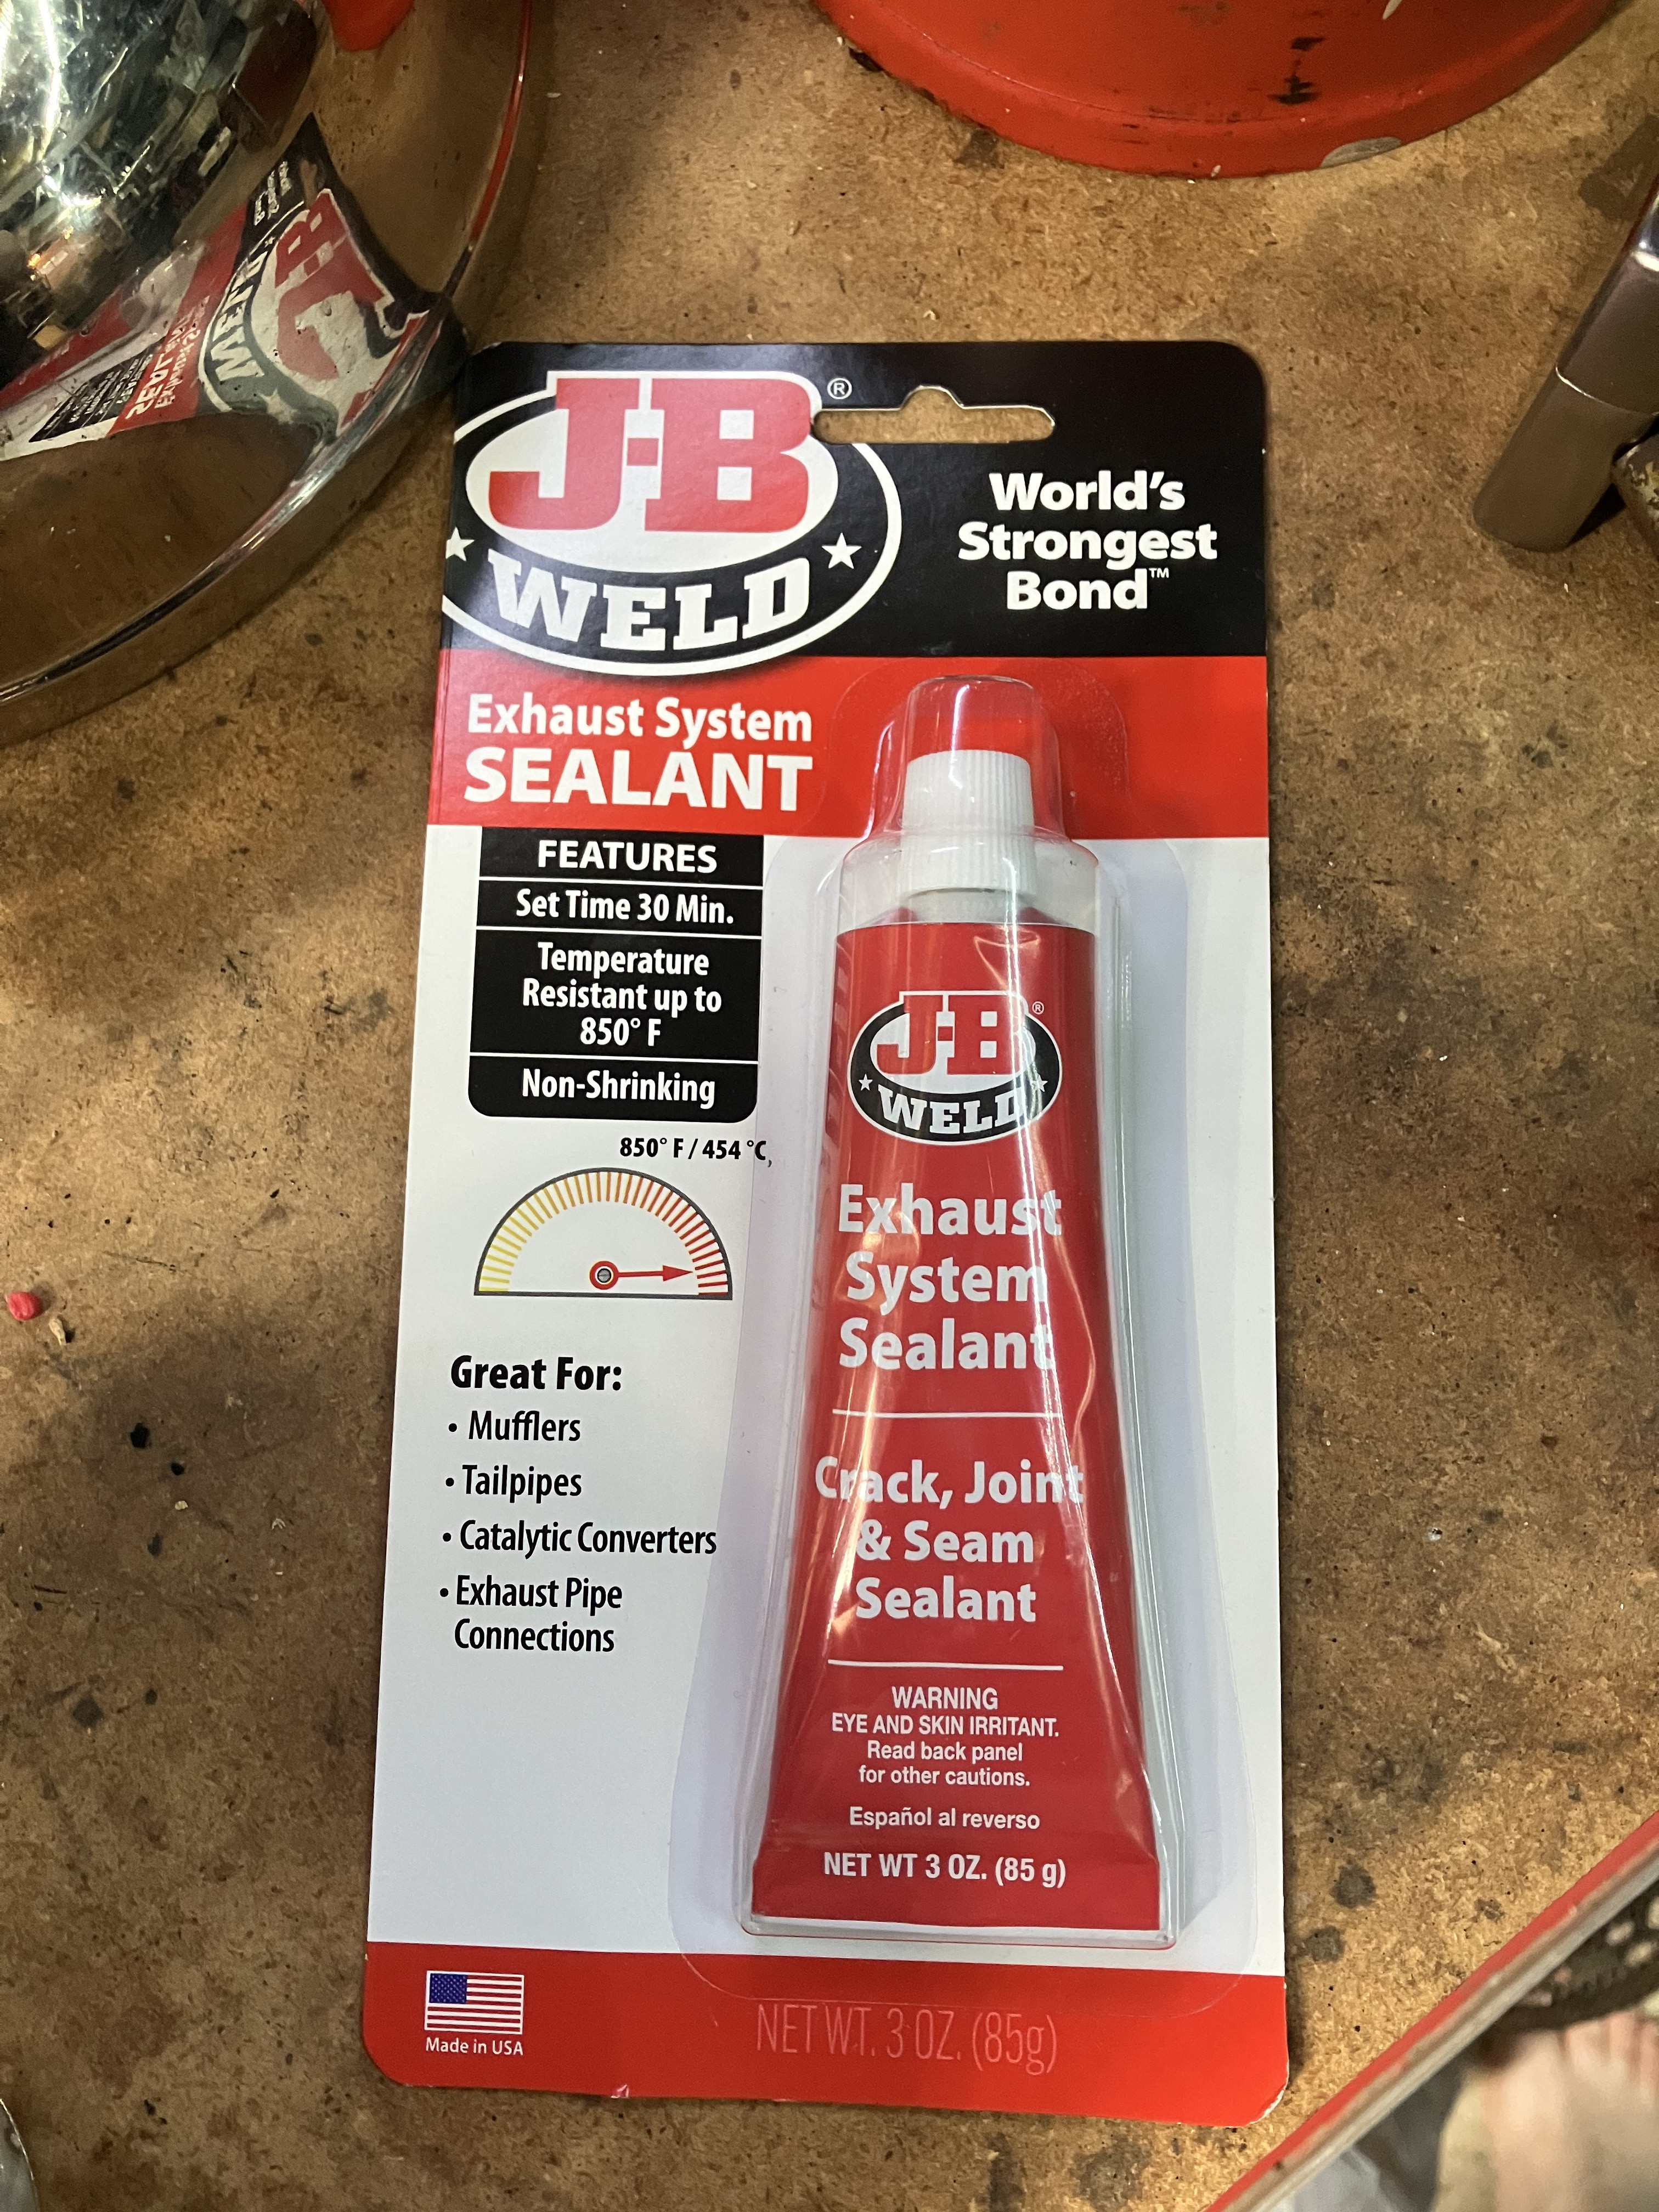 J-B®
WELD
World's
Strongest
Bond™
Exhaust System
SEALANT
FEATURES
Set Time 30 Min.
Temperature
Resistant up to
850° F
Non-Shrinking
850° F / 454 °C,
Great For:
• Mufflers
• Tailpipes
• Catalytic Converters
• Exhaust Pipe
Connections
J-B®
WELD
Exhaust
System
Sealant
Crack, Joint
& Seam
Sealant
WARNING
EYE AND SKIN IRRITANT.
Read back panel
for other cautions.
Español al reverso
NET WT 3 OZ. (85 g)
Made in USA
NET WT. 3 OZ. (85g)